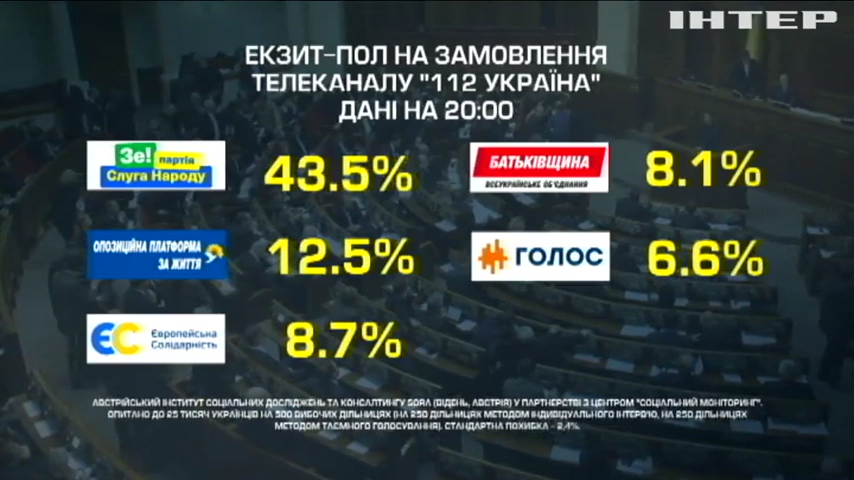 ІНТЕР
ЕКЗИТ-ПОЛ НА ЗАМОВЛЕННЯ
ТЕЛЕКАНАЛУ "112 УКРАЇНА"
ДАНІ НА 20:00
Зе! партія
Слуга Народу
43.5%
БАТЬКІВЩИНА
ВСЕУКРАЇНСЬКЕ ОБ'ЄДНАННЯ
8.1%
ОПОЗИЦІЙНА ПЛАТФОРМА
ЗА ЖИТТЯ
12.5%
ГОЛОС
6.6%
ЄС Європейська
Солідарність
8.7%
АВСТРІЙСЬКИЙ ІНСТИТУТ СОЦІАЛЬНИХ ДОСЛІДЖЕНЬ ТА КОНСАЛТИНГУ SORA (ВІДЕНЬ, АВСТРІЯ) У ПАРТНЕРСТВІ З ЦЕНТРОМ "СОЦІАЛЬНИЙ МОНІТОРИНГ".
ОПИТАНО ДО 25 ТИСЯЧ УКРАЇНЦІВ НА 500 ВИБОЧИХ ДІЛЬНИЦЯХ (НА 250 ДІЛЬНИЦЯХ МЕТОДОМ ІНДИВІДУАЛЬНОГО ІНТЕРВ'Ю, НА 250 ДІЛЬНИЦЯХ
МЕТОДОМ ТАЄМНОГО ГОЛОСУВАННЯ). СТАНДАРТНА ПОХИБКА - 2,4%.